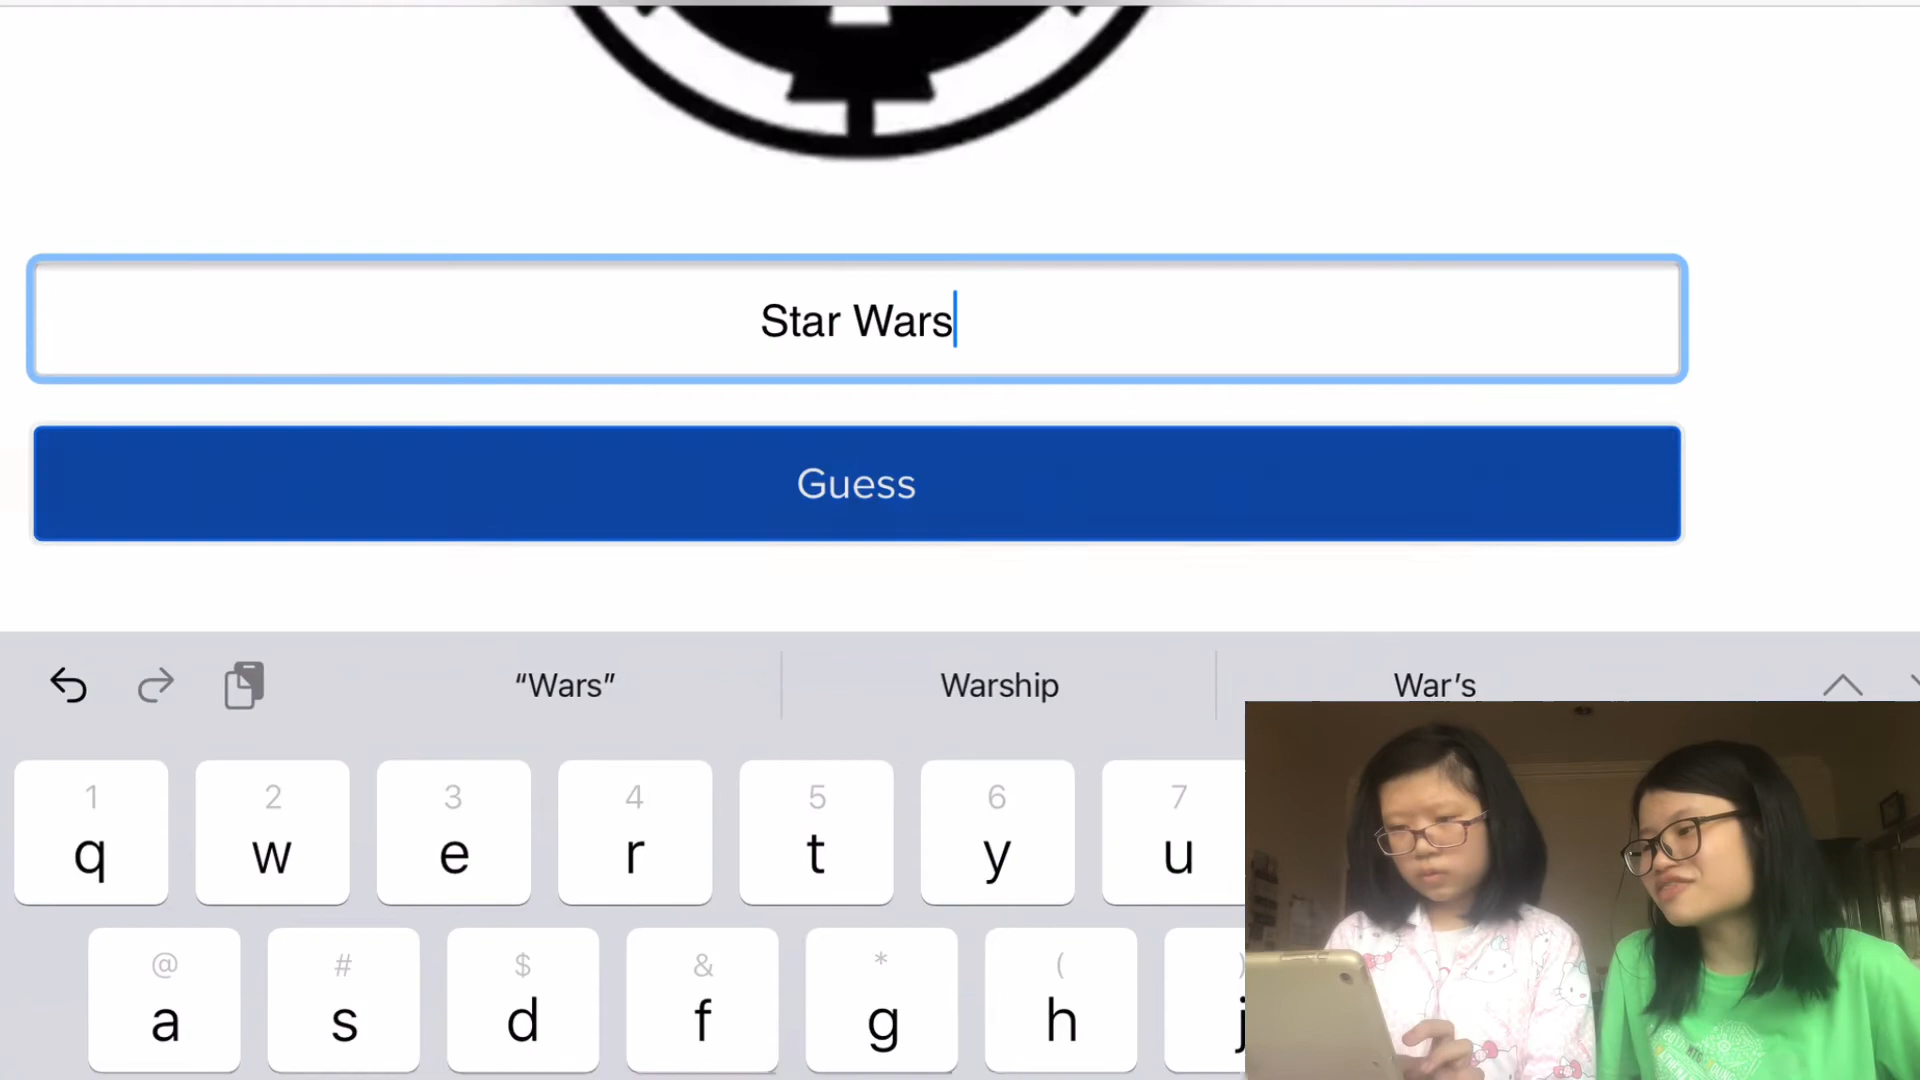 Star Wars
Guess
“Wars” Warship War’s
1 2 3 4 5 6 7
q w e r t y u
@ # $ & * ( )
a s d f g h j